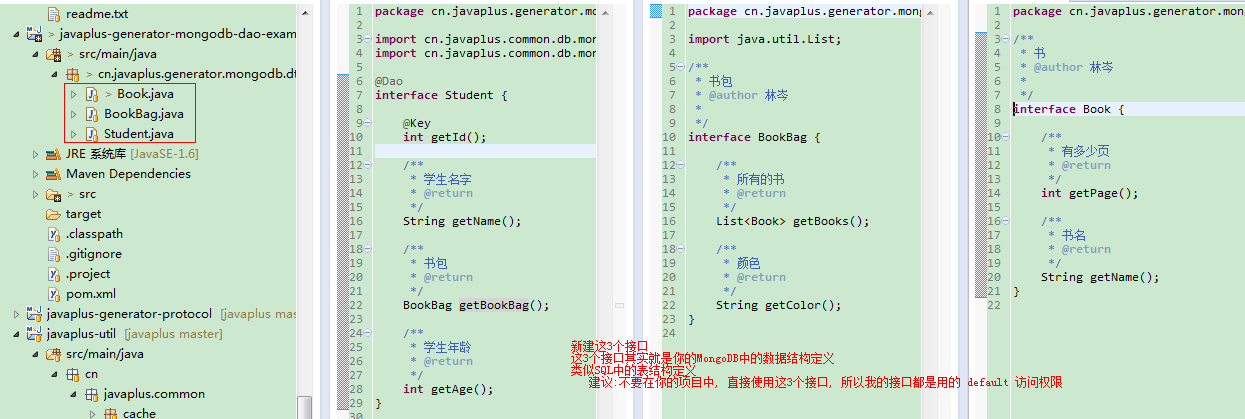 readme.txt
> javaplus-generator-mongodb-dao-exam
> src/main/java
> cn.javaplus.generator.mongodb.dt
> Book.java
BookBag.java
Student.java
JRE 系统库 [JavaSE-1.6]
Maven Dependencies
> src
target
.classpath
.gitignore
.project
pom.xml
javaplus-generator-protocol [javaplus mas
javaplus-util [javaplus master]
src/main/java
cn
javaplus.common
cache
1 package cn.javaplus.generator.mo
2
3 import cn.javaplus.common.db.mon
4 import cn.javaplus.common.db.mon
5
6 @Dao
7 interface Student {
8
9 @Key
10 int getId();
11
12 /**
13 * 学生名字
14 * @return
15 */
16 String getName();
17
18 /**
19 * 书包
20 * @return
21 */
22 BookBag getBookBag();
23
24 /**
25 * 学生年龄
26 * @return
27 */
28 int getAge();
29 }
30
1 package cn.javaplus.generator.mong
2
3 import java.util.List;
4
5 /**
6 * 书包
7 * @author 林岑
8 *
9 */
10 interface BookBag {
11
12 /**
13 * 所有的书
14 * @return
15 */
16 List<Book> getBooks();
17
18 /**
19 * 颜色
20 * @return
21 */
22 String getColor();
23 }
24
1 package cn.javaplus.generator.mon
2
3 /**
4 * 书
5 * @author 林岑
6 *
7 */
8 interface Book {
9
10 /**
11 * 有多少页
12 * @return
13 */
14 int getPage();
15
16 /**
17 * 书名
18 * @return
19 */
20 String getName();
21 }
22
新建这3个接口
这3个接口其实就是你的MongoDB中的数据结构定义
类似SQL中的表结构定义
建议:不要在你的项目中, 直接使用这3个接口, 所以我的接口都是用的 default 访问权限